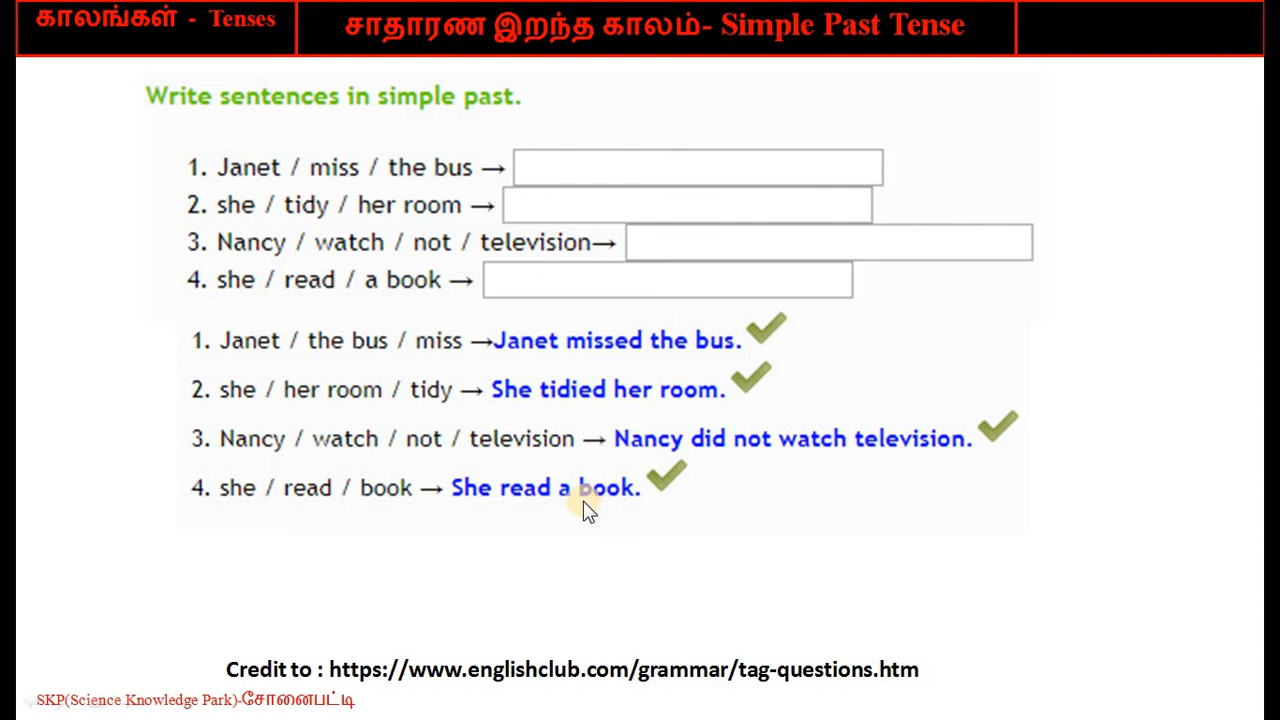 காலங்கள் - Tenses
சாதாரண இறந்த காலம்- Simple Past Tense
Write sentences in simple past.
1. Janet / miss / the bus →
2. she / tidy / her room →
3. Nancy / watch / not / television→
4. she / read / a book →
1. Janet / the bus / miss →Janet missed the bus.
2. she / her room / tidy → She tidied her room.
3. Nancy / watch / not / television → Nancy did not watch television.
4. she / read / book → She read a book.
Credit to : https://www.englishclub.com/grammar/tag-questions.htm
SKP(Science Knowledge Park)-சோனைபட்டி